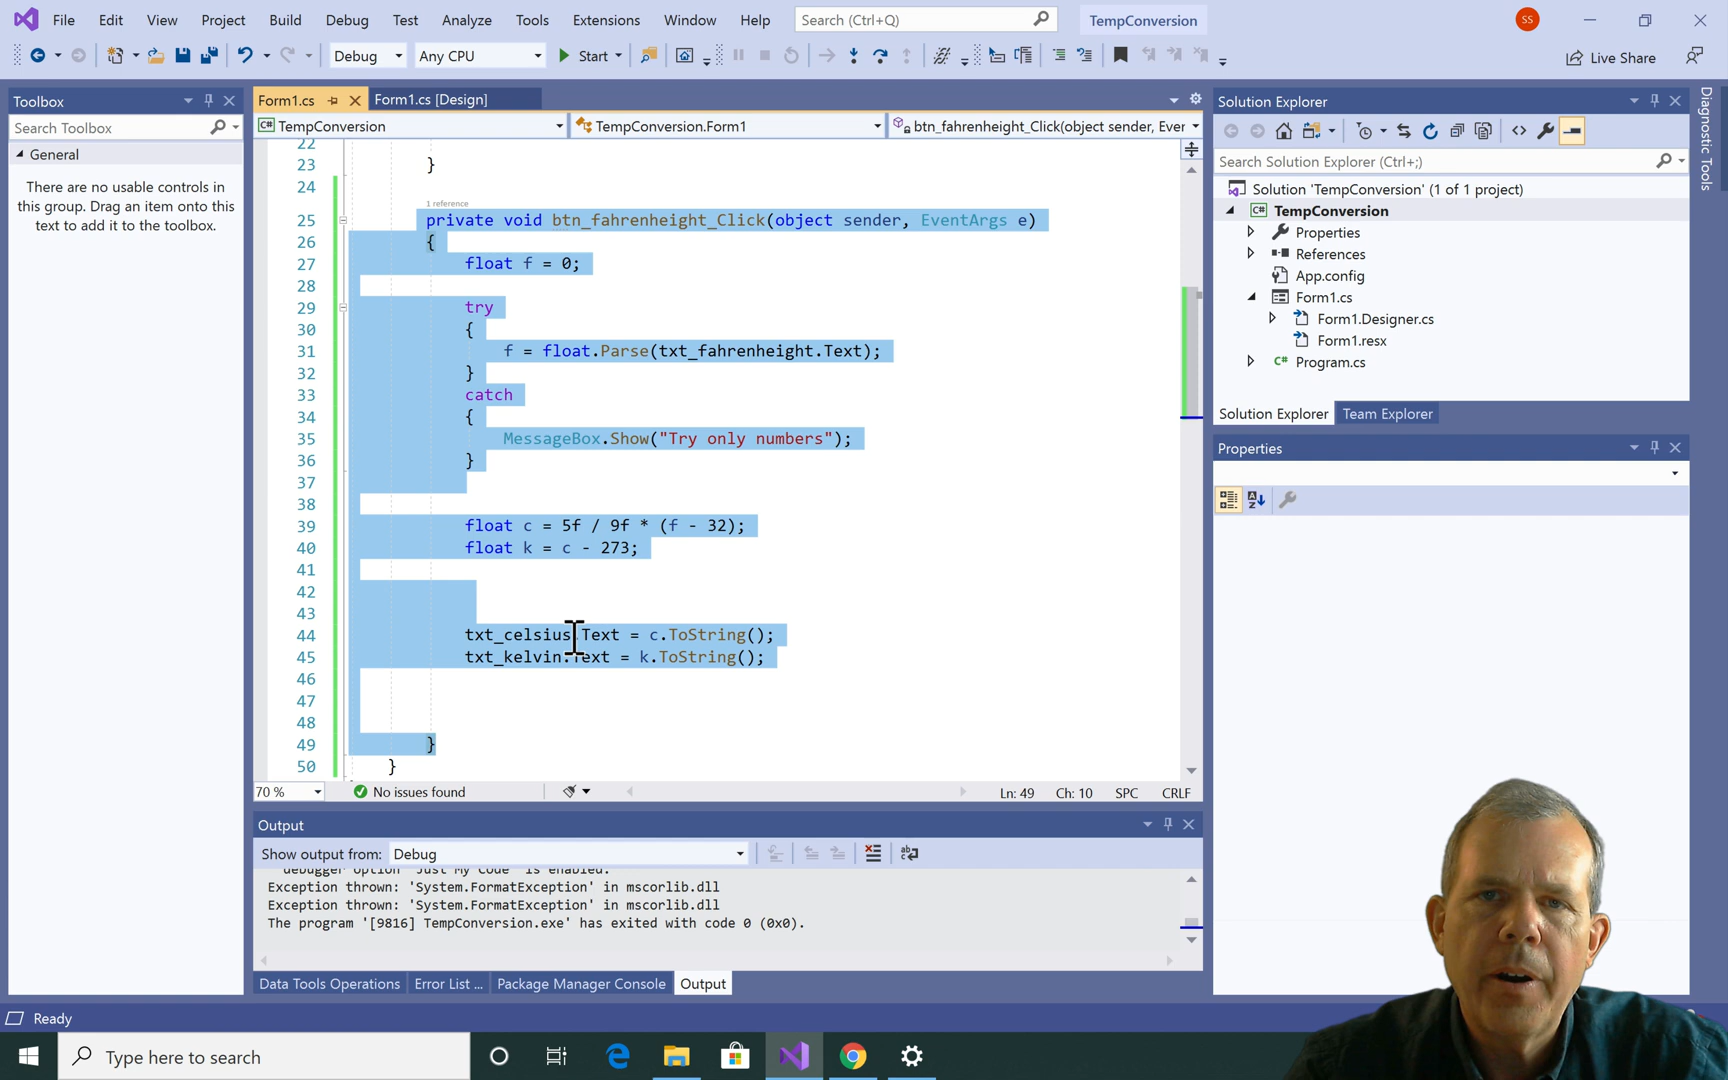 File Edit View Project Build Debug Test Analyze Tools Extensions Window Help Search (Ctrl+Q) TempConversion SS
Debug Any CPU Start Live Share
Toolbox
Search Toolbox
General
There are no usable controls in
this group. Drag an item onto this
text to add it to the toolbox.
Form1.cs Form1.cs [Design]
C# TempConversion TempConversion.Form1 btn_fahrenheight_Click(object sender, Ever
22
23 }
24
1 reference
25 private void btn_fahrenheight_Click(object sender, EventArgs e)
26 {
27 float f = 0;
28
29 try
30 {
31 f = float.Parse(txt_fahrenheight.Text);
32 }
33 catch
34 {
35 MessageBox.Show("Try only numbers");
36 }
37
38
39 float c = 5f / 9f * (f - 32);
40 float k = c - 273;
41
42
43
44 txt_celsius.Text = c.ToString();
45 txt_kelvin.Text = k.ToString();
46
47
48
49 }
50 }
70 % No issues found Ln: 49 Ch: 10 SPC CRLF
Output
Show output from: Debug
debugger option 'Just My Code' is enabled.
Exception thrown: 'System.FormatException' in mscorlib.dll
Exception thrown: 'System.FormatException' in mscorlib.dll
The program '[9816] TempConversion.exe' has exited with code 0 (0x0).
Data Tools Operations Error List ... Package Manager Console Output
Solution Explorer
Search Solution Explorer (Ctrl+;)
Solution 'TempConversion' (1 of 1 project)
C# TempConversion
Properties
References
App.config
Form1.cs
Form1.Designer.cs
Form1.resx
C# Program.cs
Solution Explorer Team Explorer
Properties
Diagnostic Tools
Ready
Type here to search